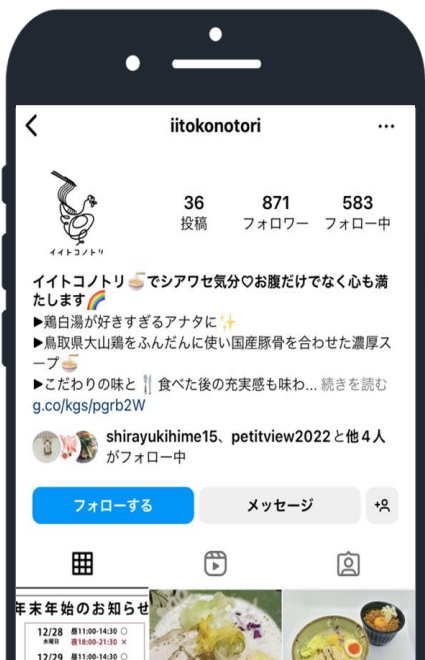 iitokonotori
イイトコノトリ
36
投稿
871
フォロワー
583
フォロー中
イイトコノトリ🍜でシアワセ気分♡お腹だけでなく心も満
たします🌈
▶鶏白湯が好きすぎるアナタに✨
▶鳥取県大山鶏をふんだんに使い国産豚骨を合わせた濃厚ス
ープ🍜
▶こだわりの味と🍴食べた後の充実感も味わ... 続きを読む
g.co/kgs/pgrb2W
shirayukihime15、petitview2022と他4人
がフォロー中
フォローする
メッセージ
年末年始のお知らせ
12/28 昼11:00-14:30 ○
水曜日 夜18:00-21:30 ×
12/29 昼11:00-14:30 ○